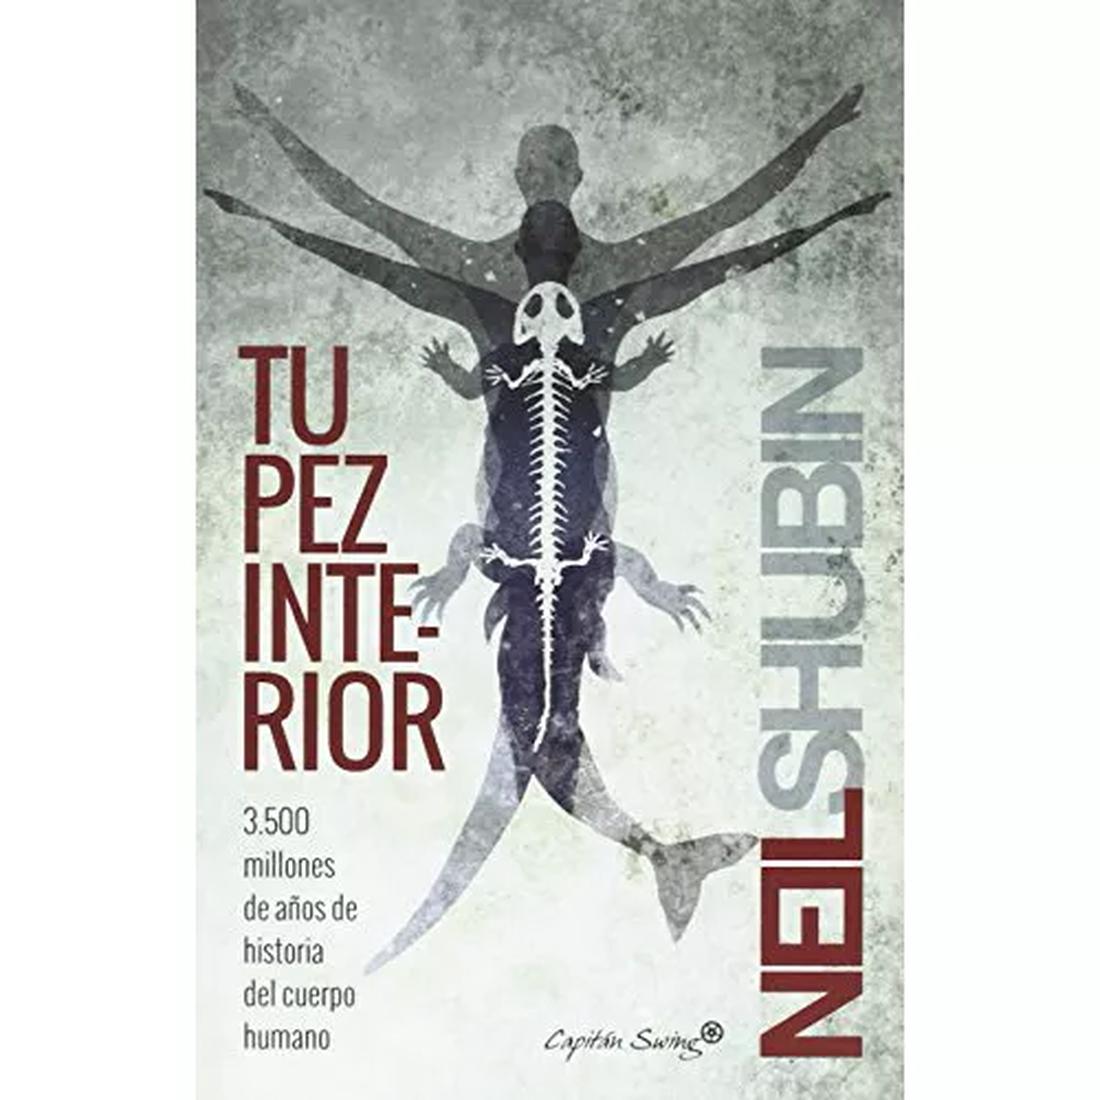 TU
PEZ
INTE-
RIOR
3.500
millones
de años de
historia
del cuerpo
humano
NEIL SHUBIN
Capitán Swing